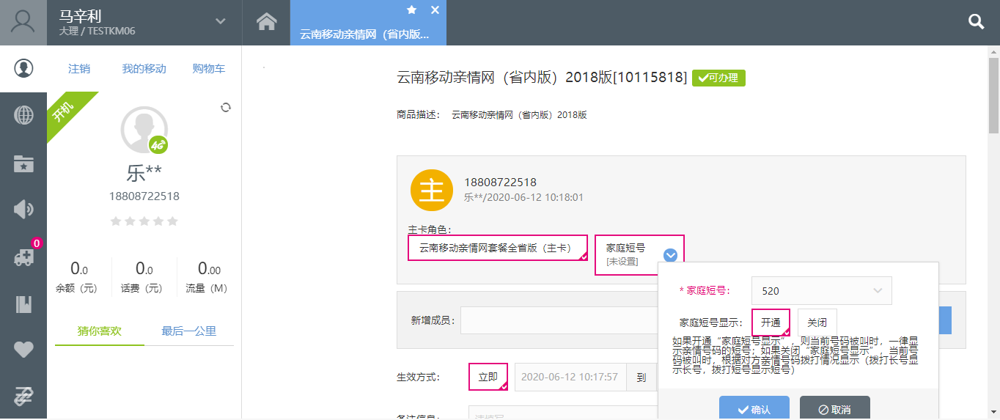 马辛利
大理 / TESTKM06
云南移动亲情网（省内版...
注销 我的移动 购物车
开机
4G
乐**
18808722518
0
0.0 0.0 0.00
余额（元） 话费（元） 流量（M）
猜你喜欢 最后一公里
云南移动亲情网（省内版）2018版[10115818] 可办理
商品描述： 云南移动亲情网（省内版）2018版
主
18808722518
乐**/2020-06-12 10:18:01
主卡角色：
云南移动亲情网套餐全省版（主卡）
家庭短号
[未设置]
* 家庭短号： 520
家庭短号显示： 开通 关闭
如果开通“家庭短号显示”，则当前号码被叫时，一律显
示亲情号码的短号；如果关闭“家庭短号显示”，当前号
码被叫时，根据对方亲情号码拨打情况显示（拨打长号显
示长号，拨打短号显示短号）
确认 取消
新增成员：
生效方式： 立即 2020-06-12 10:17:57 到
备注信息： 请填写